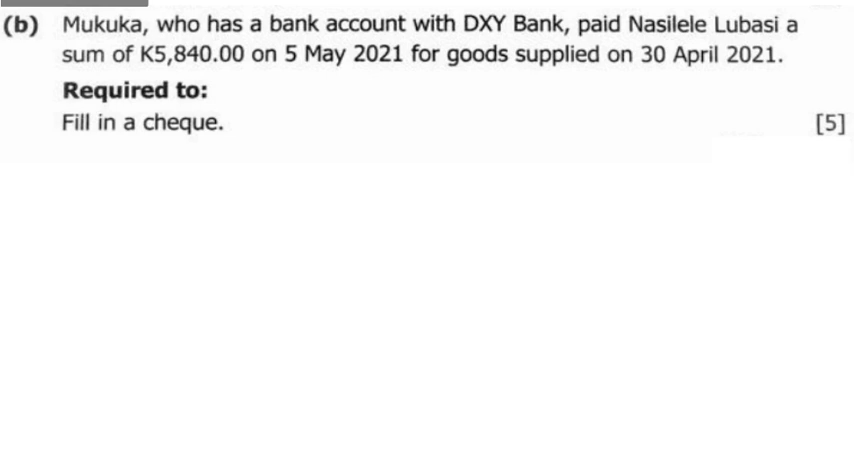 (b) Mukuka, who has a bank account with DXY Bank, paid Nasilele Lubasi a
sum of K5,840.00 on 5 May 2021 for goods supplied on 30 April 2021.
Required to:
Fill in a cheque. [5]